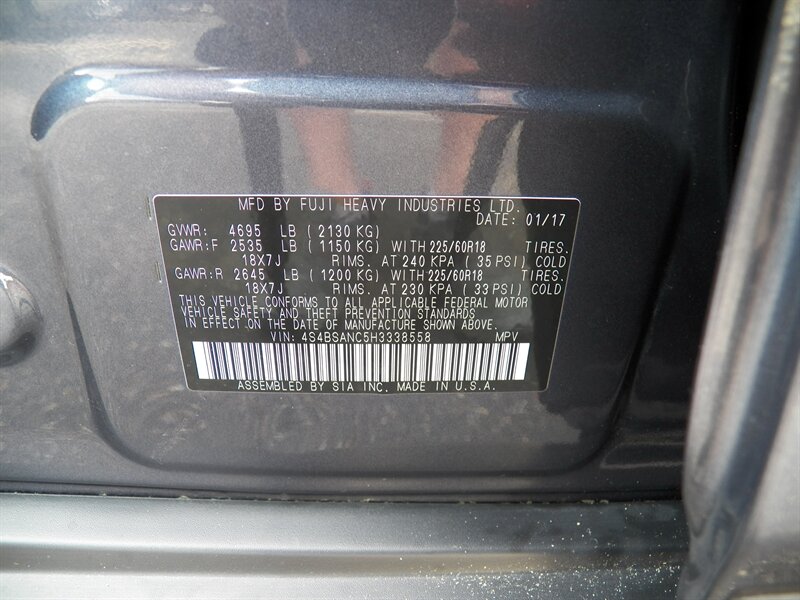 MFD BY FUJI HEAVY INDUSTRIES LTD.
DATE: 01/17
GVWR: 4695 LB ( 2130 KG)
GAWR:F 2535 LB ( 1150 KG) WITH 225/60R18 TIRES.
18X7J RIMS. AT 240 KPA ( 35 PSI) COLD
GAWR:R 2645 LB ( 1200 KG) WITH 225/60R18 TIRES.
18X7J RIMS. AT 230 KPA ( 33 PSI) COLD
THIS VEHICLE CONFORMS TO ALL APPLICABLE FEDERAL MOTOR
VEHICLE SAFETY AND THEFT PREVENTION STANDARDS
IN EFFECT ON THE DATE OF MANUFACTURE SHOWN ABOVE.
VIN: 4S4BSANC5H3338558 MPV
ASSEMBLED BY SIA INC. MADE IN U.S.A.